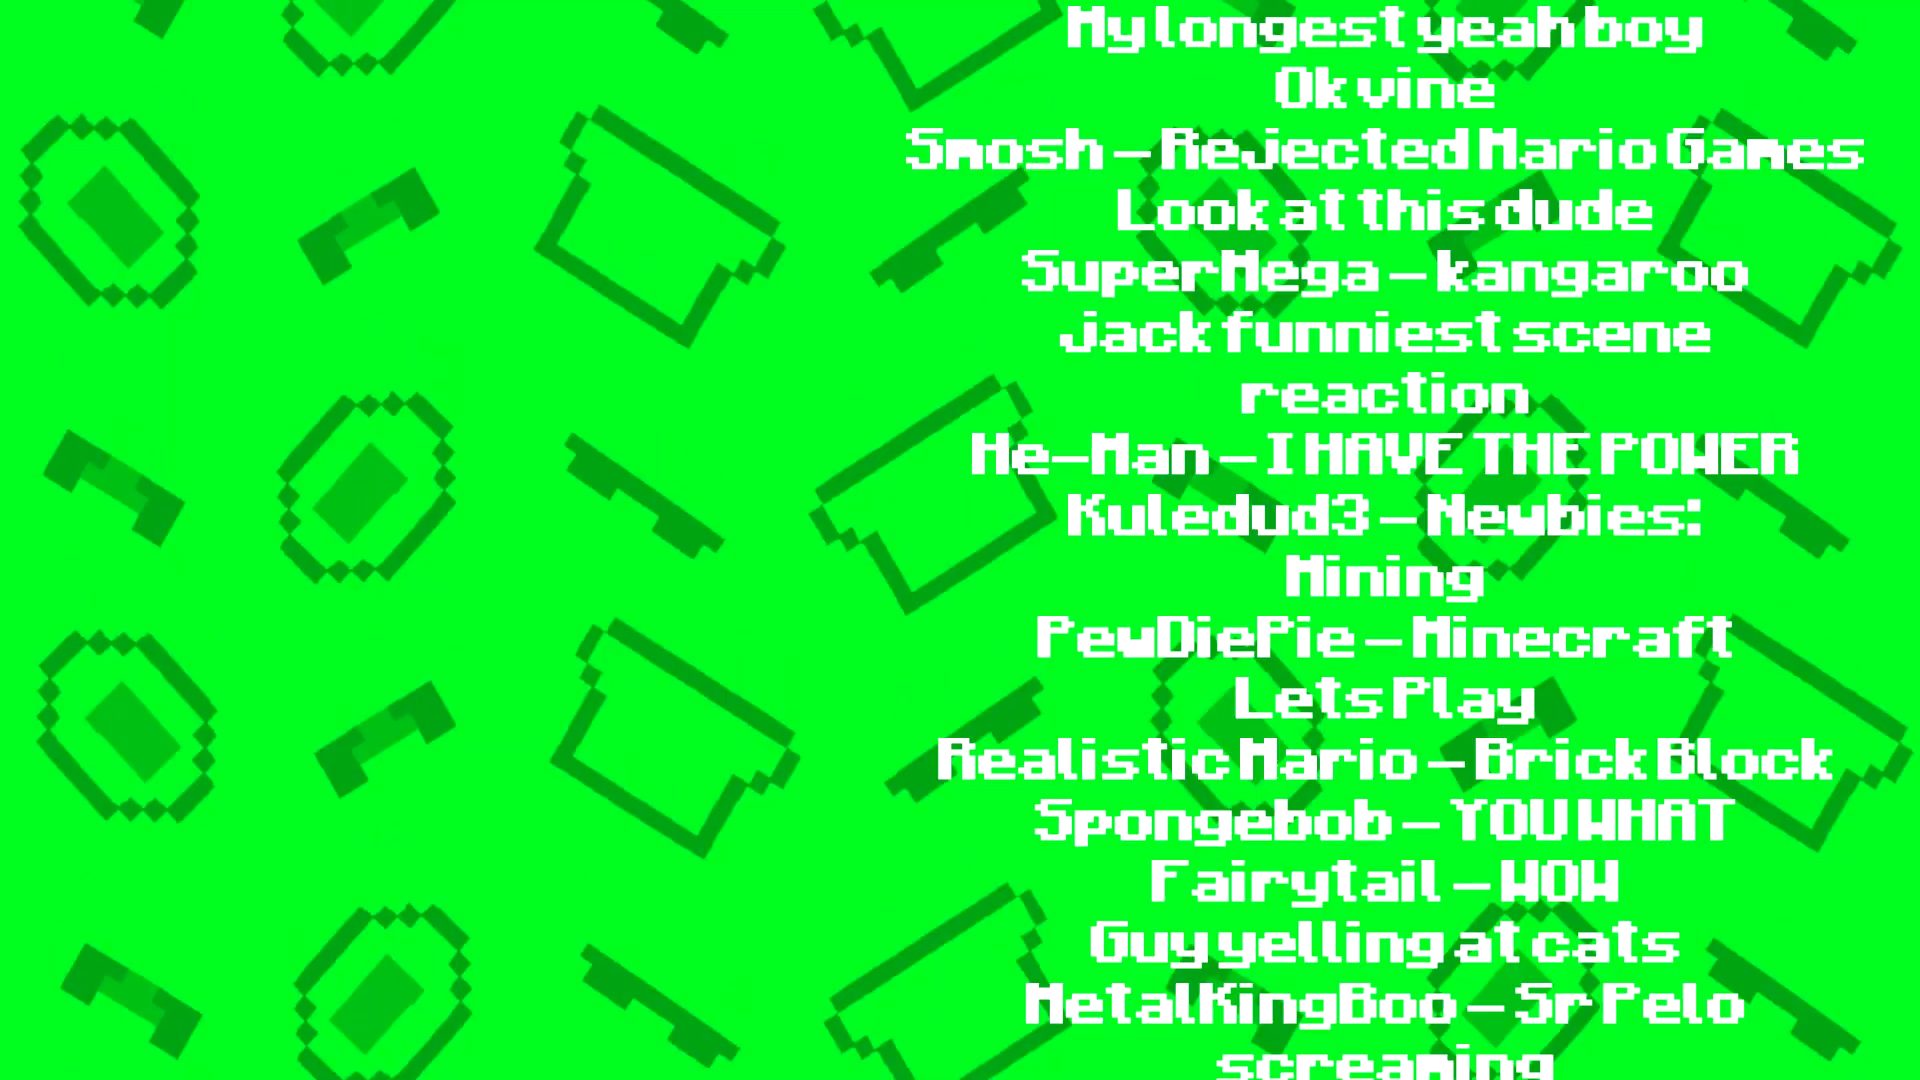 My longest yeah boy
Ok vine
Smosh - Rejected Mario Games
Look at this dude
SuperMega - kangaroo
jack funniest scene
reaction
He-Man - I HAVE THE POWER
Kuledud3 - Newbies:
Mining
PewDiePie - Minecraft
Lets Play
Realistic Mario - Brick Block
Spongebob - YOU WHAT
Fairytail - WOW
Guy yelling at cats
MetalKingBoo - Sr Pelo
screaming